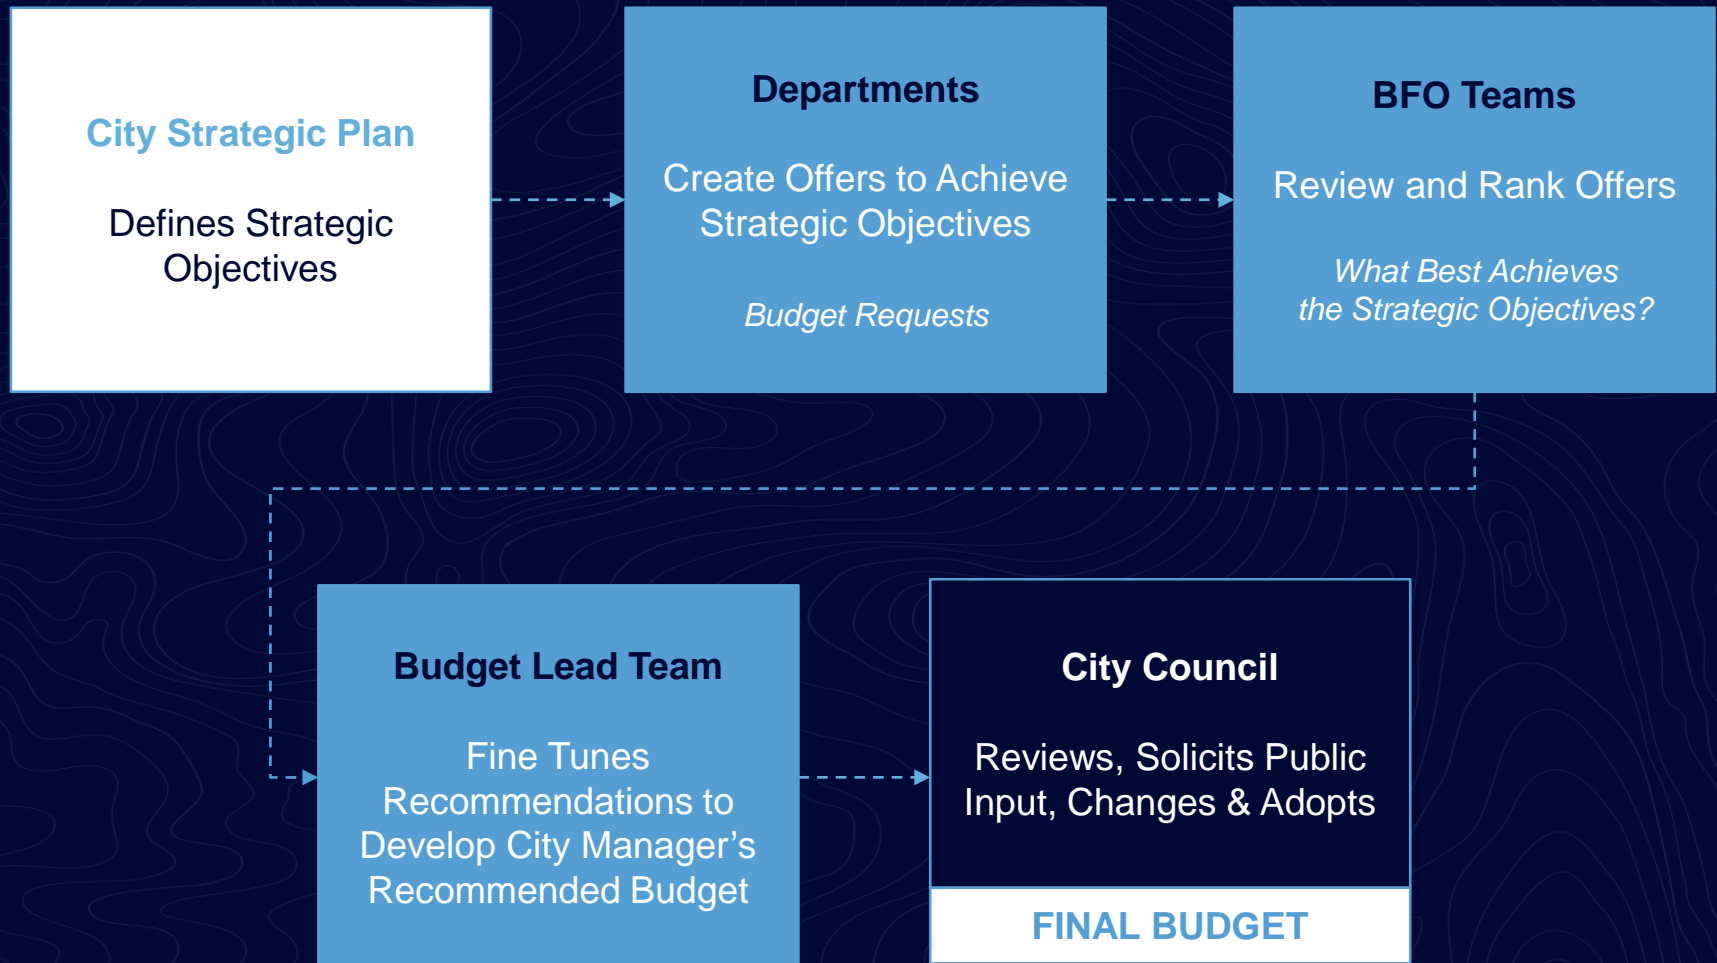 City Strategic Plan
Defines Strategic
Objectives
Departments
Create Offers to Achieve
Strategic Objectives
Budget Requests
BFO Teams
Review and Rank Offers
What Best Achieves
the Strategic Objectives?
Budget Lead Team
Fine Tunes
Recommendations to
Develop City Manager’s
Recommended Budget
City Council
Reviews, Solicits Public
Input, Changes & Adopts
FINAL BUDGET